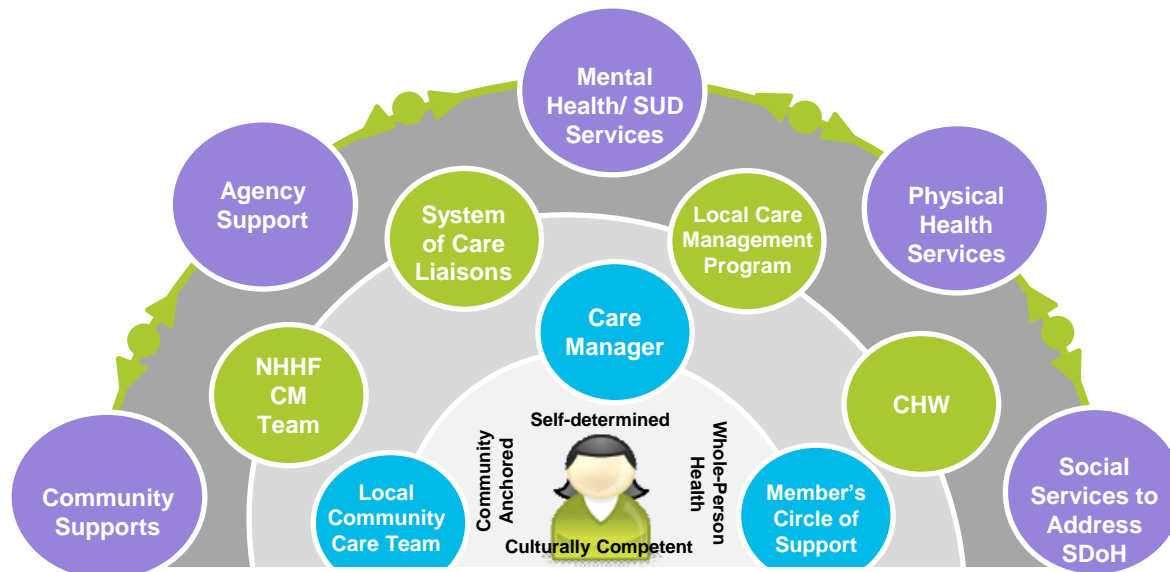 Mental
Health/ SUD
Services
Agency
Support
Physical
Health
Services
System
of Care
Liaisons
Local Care
Management
Program
Care
Manager
NHHF
CM
Team
CHW
Community
Supports
Local
Community
Care Team
Self-determined
Community
Anchored
Whole-Person
Health
Culturally Competent
Member’s
Circle of
Support
Social
Services to
Address
SDoH